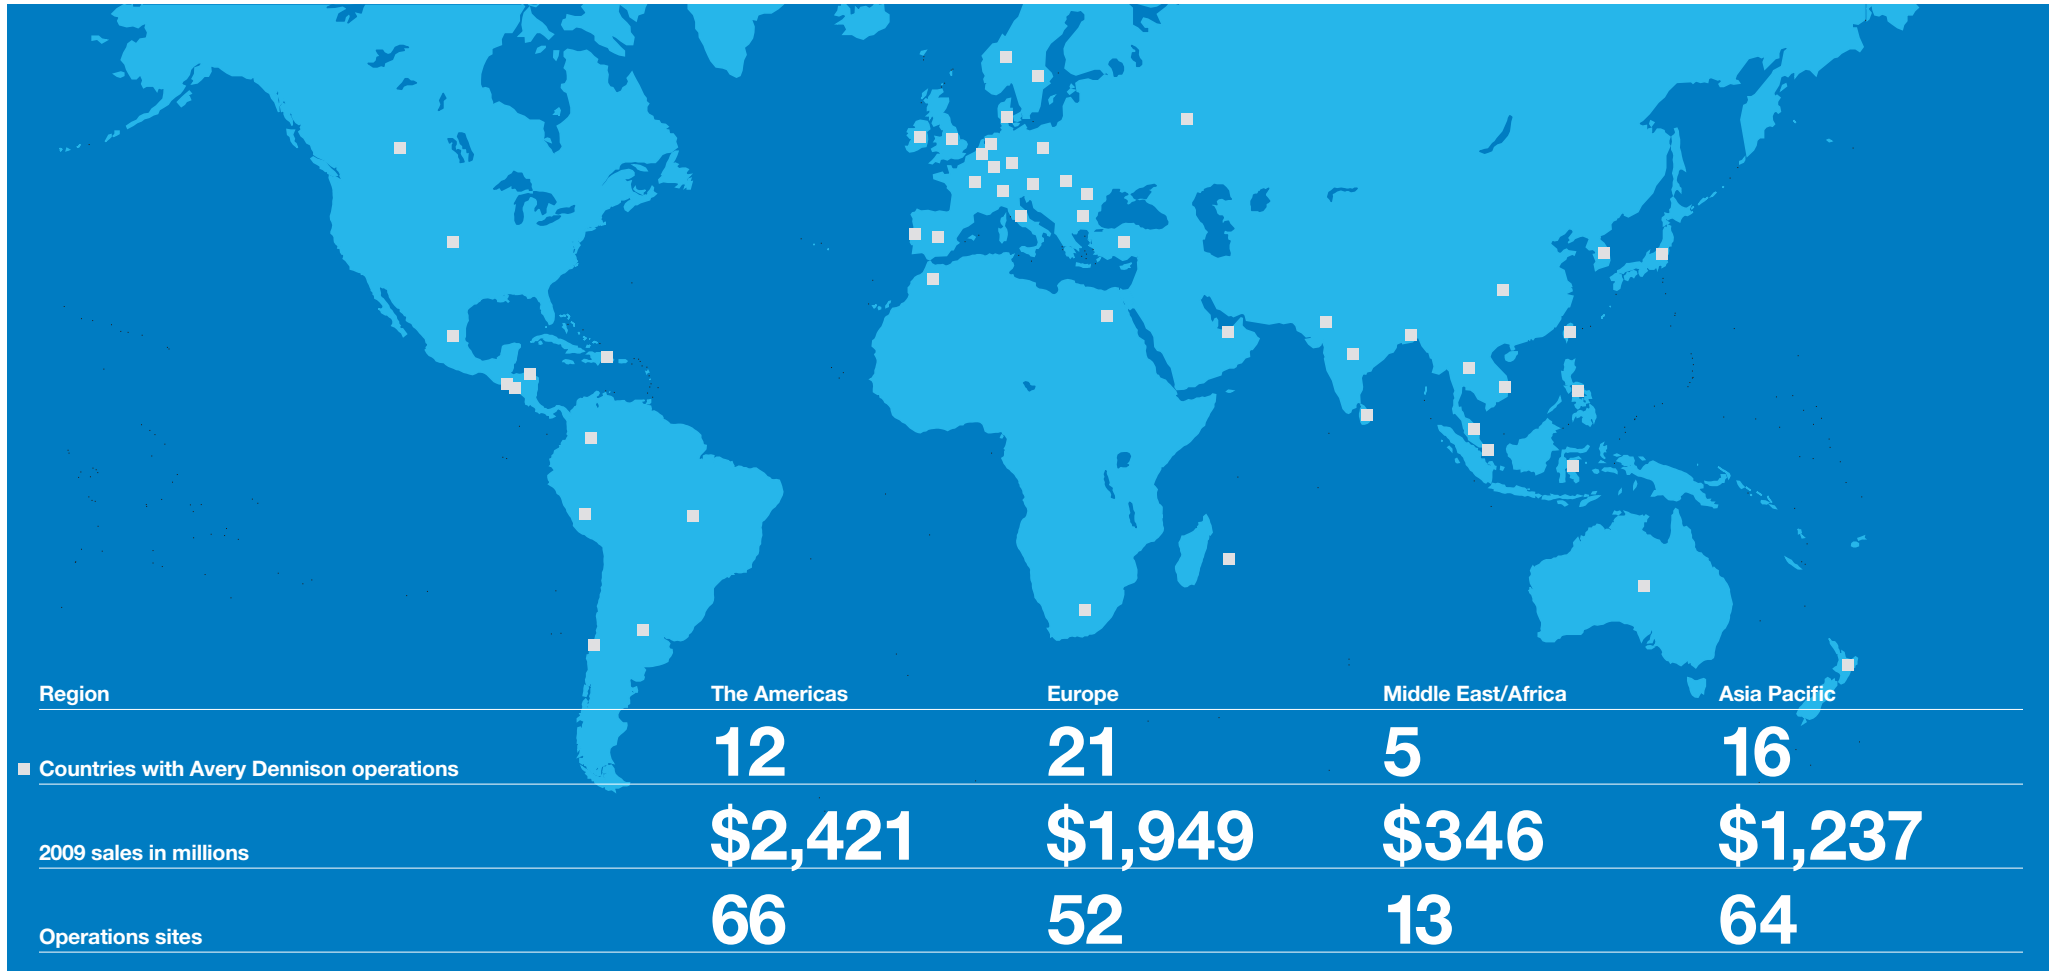 Region The Americas Europe Middle East/Africa Asia Pacific
Countries with Avery Dennison operations 12 21 5 16
2009 sales in millions $2,421 $1,949 $346 $1,237
Operations sites 66 52 13 64